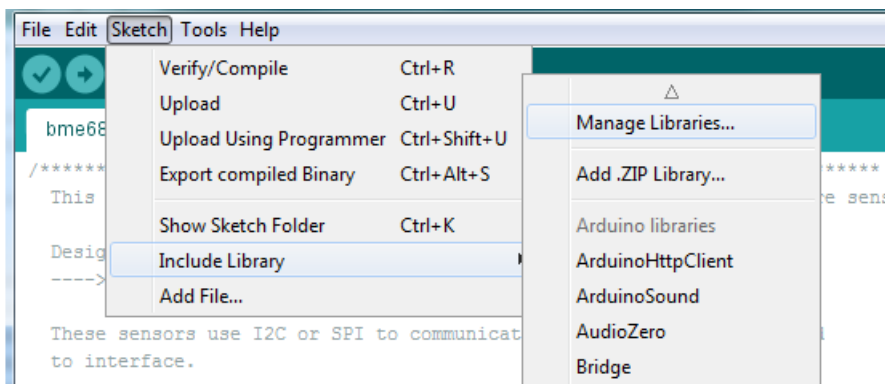 File Edit Sketch Tools Help
Verify/Compile Ctrl+R
Upload Ctrl+U
Upload Using Programmer Ctrl+Shift+U
Export compiled Binary Ctrl+Alt+S
Show Sketch Folder Ctrl+K
Include Library
Add File...
Manage Libraries...
Add .ZIP Library...
Arduino libraries
ArduinoHttpClient
ArduinoSound
AudioZero
Bridge
bme68
/****** *****
This re sens
Desig
---->
These sensors use I2C or SPI to communicat
to interface.